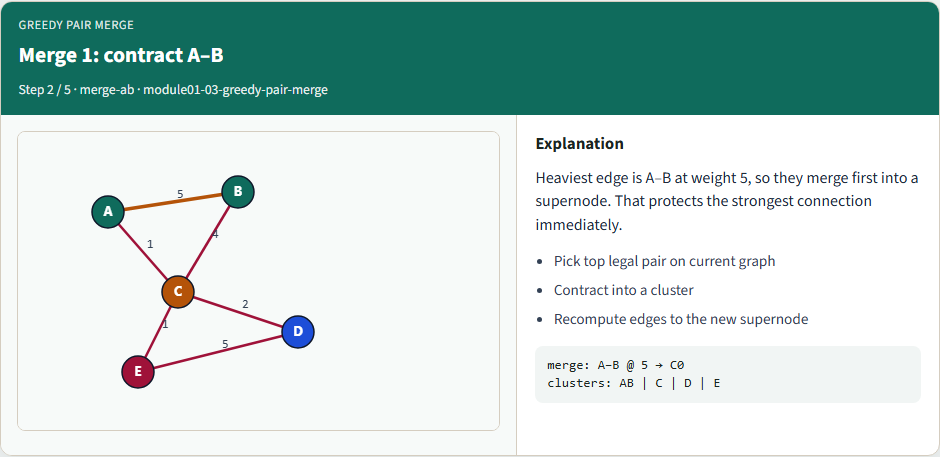 GREEDY PAIR MERGE
Merge 1: contract A–B
Step 2 / 5 · merge-ab · module01-03-greedy-pair-merge
5
B
A
4
1
C
2
1
D
5
E
Explanation
Heaviest edge is A–B at weight 5, so they merge first into a
supernode. That protects the strongest connection
immediately.
• Pick top legal pair on current graph
• Contract into a cluster
• Recompute edges to the new supernode
merge: A–B @ 5 → C0
clusters: AB | C | D | E